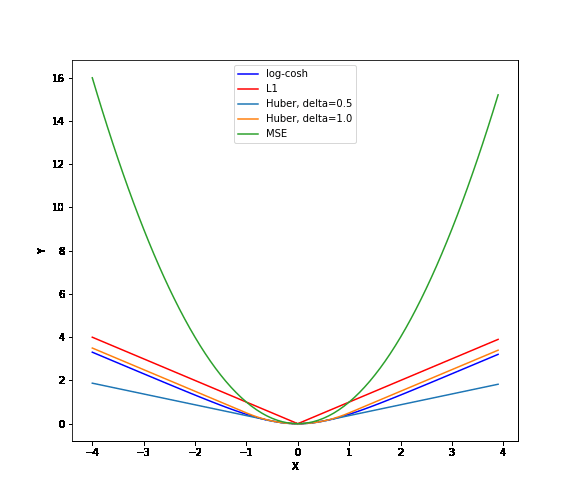 log-cosh
L1
Huber, delta=0.5
Huber, delta=1.0
MSE
16
14
12
10
8
6
4
2
0
Y
−4 −3 −2 −1 0 1 2 3 4
X